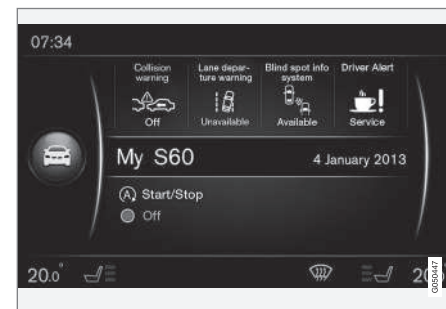 07:34
Collision warning
Lane depar-ture warning
Blind spot info system
Driver Alert
Off
Unavailable
Available
Service
My S60
4 January 2013
Start/Stop
Off
20.0°
G050447